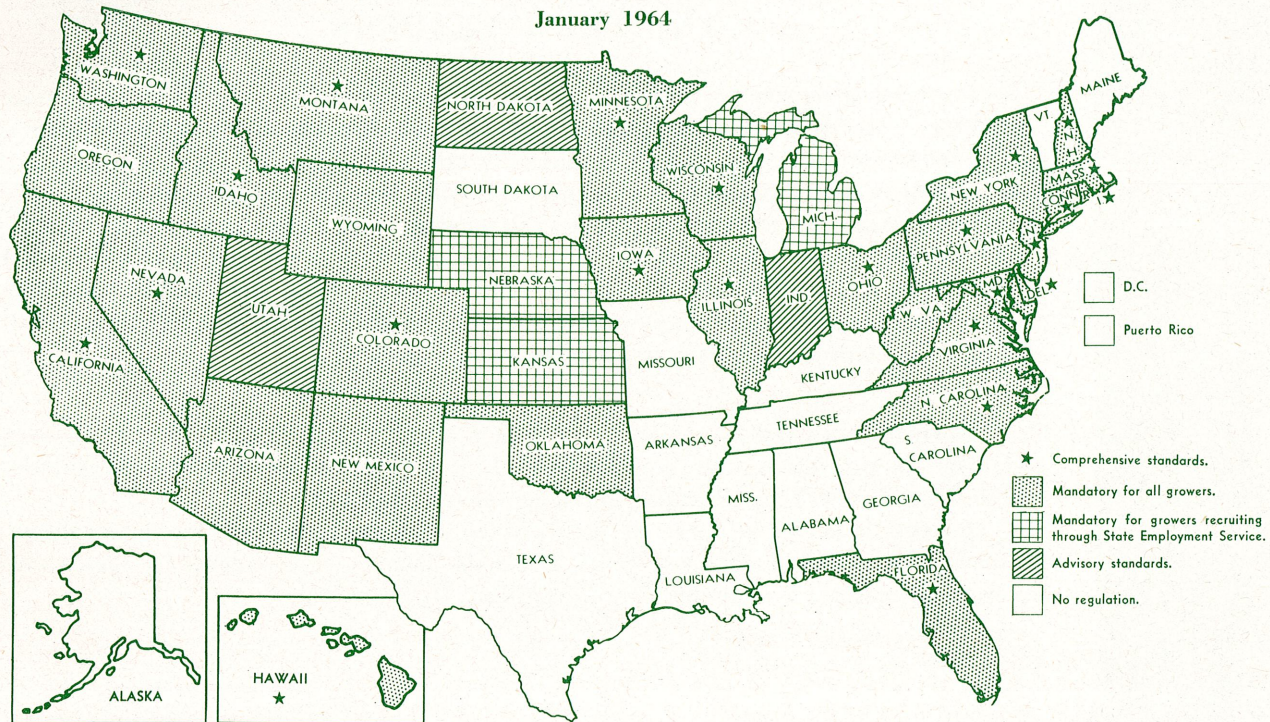 January 1964
WASHINGTON
MONTANA
NORTH DAKOTA
MINNESOTA
MAINE
VT.
N.
H.
OREGON
IDAHO
WYOMING
SOUTH DAKOTA
WISCONSIN
MICH.
NEW YORK
MASS.
CONN.
R. I.
NEVADA
UTAH
COLORADO
NEBRASKA
IOWA
ILLINOIS
IND.
OHIO
PENNSYLVANIA
N.
J.
MD.
DEL.
D.C.
Puerto Rico
CALIFORNIA
KANSAS
MISSOURI
KENTUCKY
W. VA.
VIRGINIA
ARIZONA
NEW MEXICO
OKLAHOMA
ARKANSAS
TENNESSEE
N. CAROLINA
S.
CAROLINA
TEXAS
LOUISIANA
MISS.
ALABAMA
GEORGIA
FLORIDA
ALASKA
HAWAII
Comprehensive standards.
Mandatory for all growers.
Mandatory for growers recruiting
through State Employment Service.
Advisory standards.
No regulation.